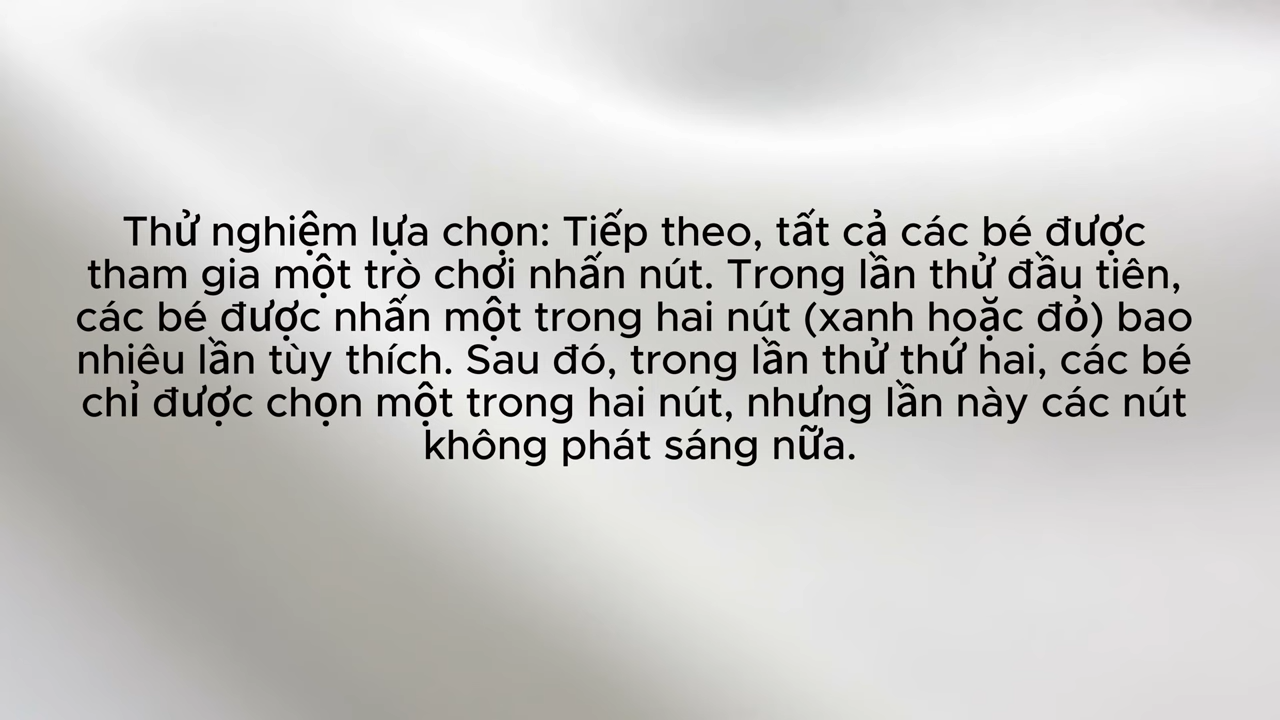 Thử nghiệm lựa chọn: Tiếp theo, tất cả các bé được
tham gia một trò chơi nhấn nút. Trong lần thử đầu tiên,
các bé được nhấn một trong hai nút (xanh hoặc đỏ) bao
nhiêu lần tùy thích. Sau đó, trong lần thử thứ hai, các bé
chỉ được chọn một trong hai nút, nhưng lần này các nút
không phát sáng nữa.